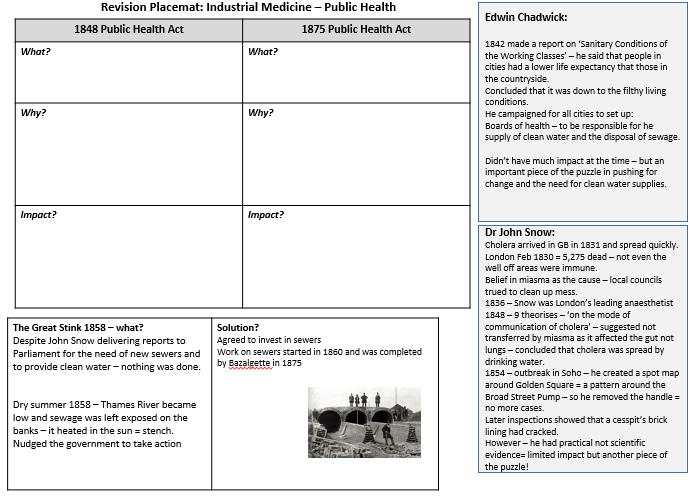 Revision Placemat: Industrial Medicine – Public Health
1848 Public Health Act
1875 Public Health Act
What?
What?
Why?
Why?
Impact?
Impact?
The Great Stink 1858 – what?
Despite John Snow delivering reports to
Parliament for the need of new sewers and
to provide clean water – nothing was done.
Dry summer 1858 – Thames River became
low and sewage was left exposed on the
banks – it heated in the sun = stench.
Nudged the government to take action
Solution?
Agreed to invest in sewers
Work on sewers started in 1860 and was completed
by Bazalgette in 1875
Edwin Chadwick:
1842 made a report on ‘Sanitary Conditions of
the Working Classes’ – he said that people in
cities had a lower life expectancy that those in
the countryside.
Concluded that it was down to the filthy living
conditions.
He campaigned for all cities to set up:
Boards of health – to be responsible for he
supply of clean water and the disposal of sewage.
Didn’t have much impact at the time – but an
important piece of the puzzle in pushing for
change and the need for clean water supplies.
Dr John Snow:
Cholera arrived in GB in 1831 and spread quickly.
London Feb 1830 = 5,275 dead – not even the
well off areas were immune.
Belief in miasma as the cause – local councils
trued to clean up mess.
1836 – Snow was London’s leading anaesthetist
1848 – 9 theorises – ‘on the mode of
communication of cholera’ – suggested not
transferred by miasma as it affected the gut not
lungs – concluded that cholera was spread by
drinking water.
1854 – outbreak in Soho – he created a spot map
around Golden Square = a pattern around the
Broad Street Pump – so he removed the handle =
no more cases.
Later inspections showed that a cesspit’s brick
lining had cracked.
However – he had practical not scientific
evidence= limited impact but another piece of
the puzzle!